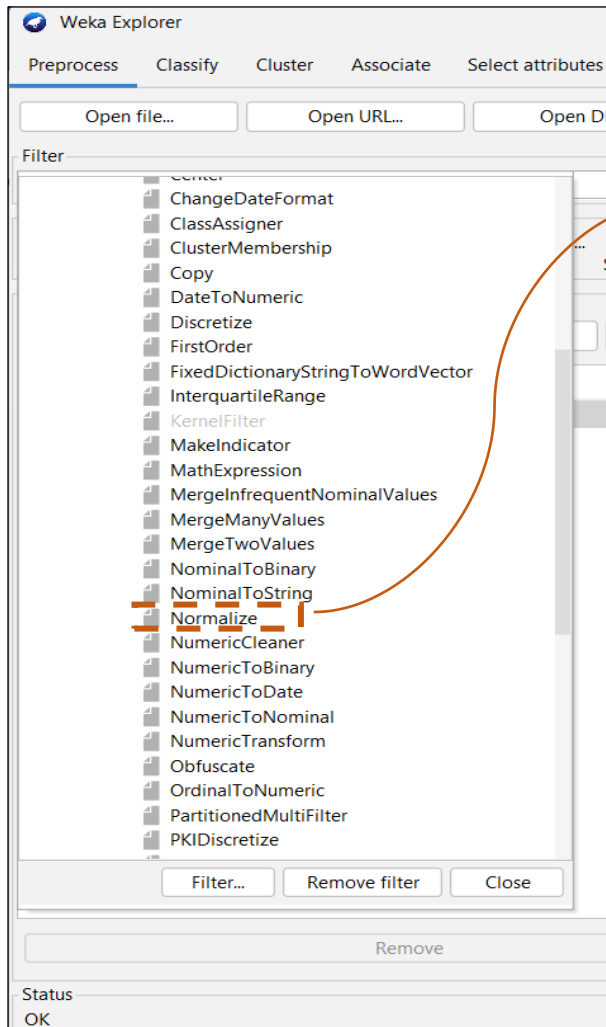 Weka Explorer
Preprocess Classify Cluster Associate Select attributes
Open file... Open URL... Open D
Filter
Center
ChangeDateFormat
ClassAssigner
ClusterMembership
Copy
DateToNumeric
Discretize
FirstOrder
FixedDictionaryStringToWordVector
InterquartileRange
KernelFilter
MakeIndicator
MathExpression
MergeInfrequentNominalValues
MergeManyValues
MergeTwoValues
NominalToBinary
NominalToString
Normalize
NumericCleaner
NumericToBinary
NumericToDate
NumericToNominal
NumericTransform
Obfuscate
OrdinalToNumeric
PartitionedMultiFilter
PKIDiscretize
Filter... Remove filter Close
Remove
Status
OK